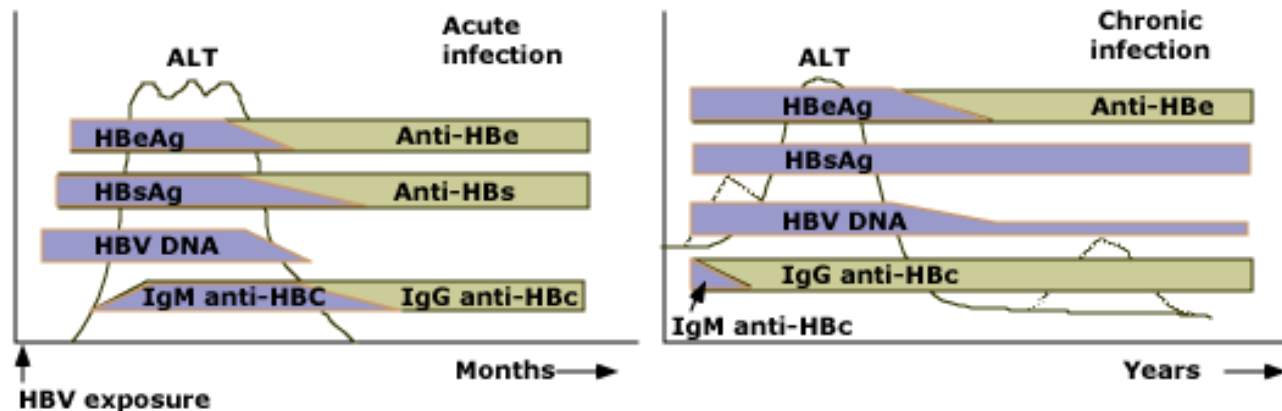 Acute
infection
ALT
HBeAg
Anti-HBe
HBsAg
Anti-HBs
HBV DNA
IgM anti-HBC
IgG anti-HBc
Months
HBV exposure
Chronic
infection
ALT
HBeAg
Anti-HBe
HBsAg
HBV DNA
IgG anti-HBc
IgM anti-HBc
Years